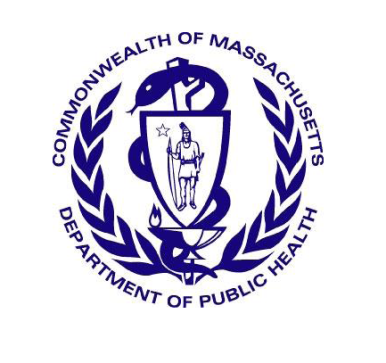 COMMONWEALTH OF MASSACHUSETTS
DEPARTMENT OF PUBLIC HEALTH